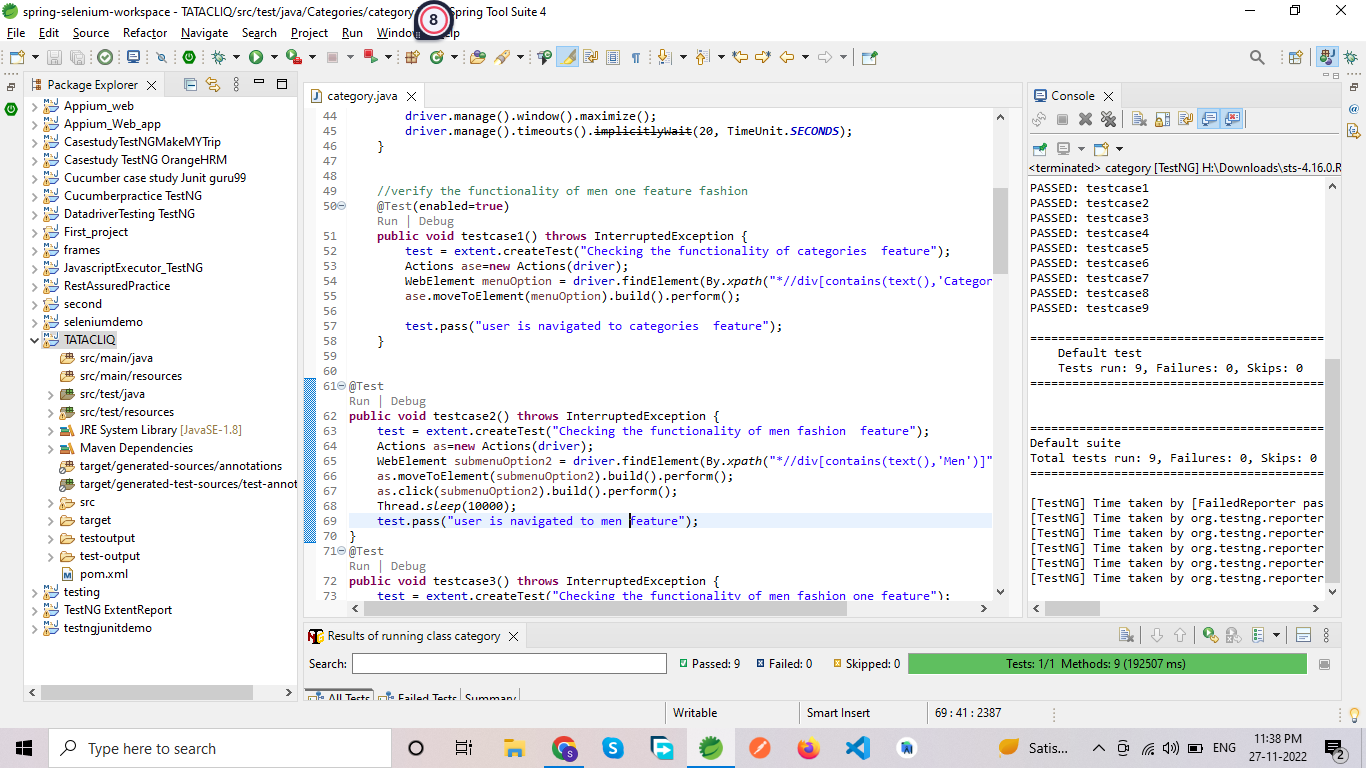 spring-selenium-workspace - TATACLIQ/src/test/java/Categories/category Spring Tool Suite 4
8
File Edit Source Refactor Navigate Search Project Run Window Help
Package Explorer
Appium_web
Appium_Web_app
CasestudyTestNGMakeMYTrip
Casestudy TestNG OrangeHRM
Cucumber case study Junit guru99
Cucumberpractice TestNG
DatadriverTesting TestNG
First_project
frames
JavascriptExecutor_TestNG
RestAssuredPractice
second
seleniumdemo
TATACLIQ
src/main/java
src/main/resources
src/test/java
src/test/resources
JRE System Library [JavaSE-1.8]
Maven Dependencies
target/generated-sources/annotations
target/generated-test-sources/test-annot
src
target
testoutput
test-output
pom.xml
testing
TestNG ExtentReport
testngjunitdemo
category.java
44 driver.manage().window().maximize();
45 driver.manage().timeouts().implicitlyWait(20, TimeUnit.SECONDS);
46 }
47
48
49 //verify the functionality of men one feature fashion
50 @Test(enabled=true)
Run | Debug
51 public void testcase1() throws InterruptedException {
52 test = extent.createTest("Checking the functionality of categories  feature");
53 Actions ase=new Actions(driver);
54 WebElement menuOption = driver.findElement(By.xpath("*//div[contains(text(),'Categor
55 ase.moveToElement(menuOption).build().perform();
56
57 test.pass("user is navigated to categories  feature");
58 }
59
60
61 @Test
Run | Debug
62 public void testcase2() throws InterruptedException {
63 test = extent.createTest("Checking the functionality of men fashion  feature");
64 Actions as=new Actions(driver);
65 WebElement submenuOption2 = driver.findElement(By.xpath("*//div[contains(text(),'Men')]"
66 as.moveToElement(submenuOption2).build().perform();
67 as.click(submenuOption2).build().perform();
68 Thread.sleep(10000);
69 test.pass("user is navigated to men feature");
70 }
71 @Test
Run | Debug
72 public void testcase3() throws InterruptedException {
73 test = extent.createTest("Checking the functionality of men fashion one feature");
Console
<terminated> category [TestNG] H:\Downloads\sts-4.16.0.R
PASSED: testcase1
PASSED: testcase2
PASSED: testcase3
PASSED: testcase4
PASSED: testcase5
PASSED: testcase6
PASSED: testcase7
PASSED: testcase8
PASSED: testcase9
===========================================
Default test
Tests run: 9, Failures: 0, Skips: 0
===========================================
===========================================
Default suite
Total tests run: 9, Failures: 0, Skips: 0
===========================================
[TestNG] Time taken by [FailedReporter pas
[TestNG] Time taken by org.testng.reporter
[TestNG] Time taken by org.testng.reporter
[TestNG] Time taken by org.testng.reporter
[TestNG] Time taken by org.testng.reporter
[TestNG] Time taken by org.testng.reporter
Results of running class category
Search: Passed: 9 Failed: 0 Skipped: 0 Tests: 1/1 Methods: 9 (192507 ms)
All Tests Failed Tests Summary
Writable Smart Insert 69 : 41 : 2387
Type here to search
Satis...
ENG
11:38 PM
27-11-2022
2